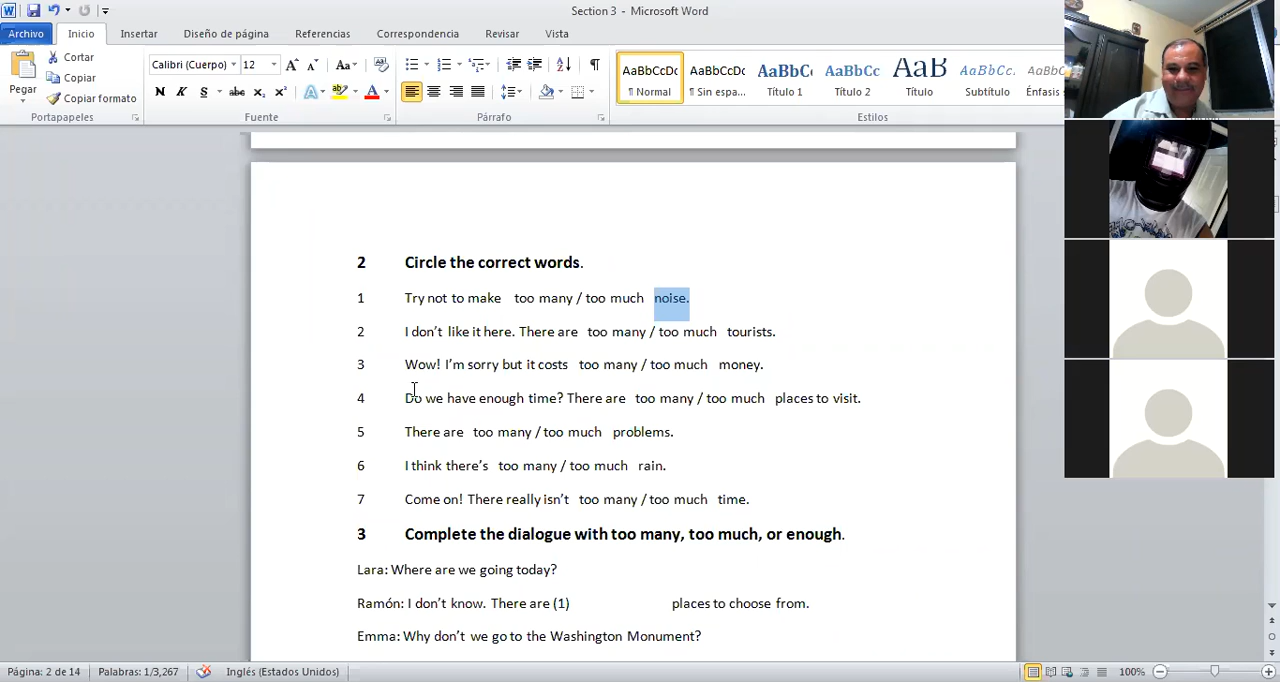 Section 3 - Microsoft Word
Archivo Inicio Insertar Diseño de página Referencias Correspondencia Revisar Vista
Pegar
Cortar
Copiar
Copiar formato
Calibri (Cuerpo) 12
AaBbCcDc AaBbCcDc AaBbC( AaBbCc AaB AaBbCc AaBbCc
¶ Normal ¶ Sin espa... Título 1 Título 2 Título Subtítulo Énfasis
Portapapeles Fuente Párrafo Estilos
2 Circle the correct words.
1 Try not to make too many / too much noise.
2 I don't like it here. There are too many / too much tourists.
3 Wow! I'm sorry but it costs too many / too much money.
4 Do we have enough time? There are too many / too much places to visit.
5 There are too many / too much problems.
6 I think there's too many / too much rain.
7 Come on! There really isn't too many / too much time.
3 Complete the dialogue with too many, too much, or enough.
Lara: Where are we going today?
Ramón: I don't know. There are (1) places to choose from.
Emma: Why don't we go to the Washington Monument?
Página: 2 de 14 Palabras: 1/3,267 Inglés (Estados Unidos) 100%